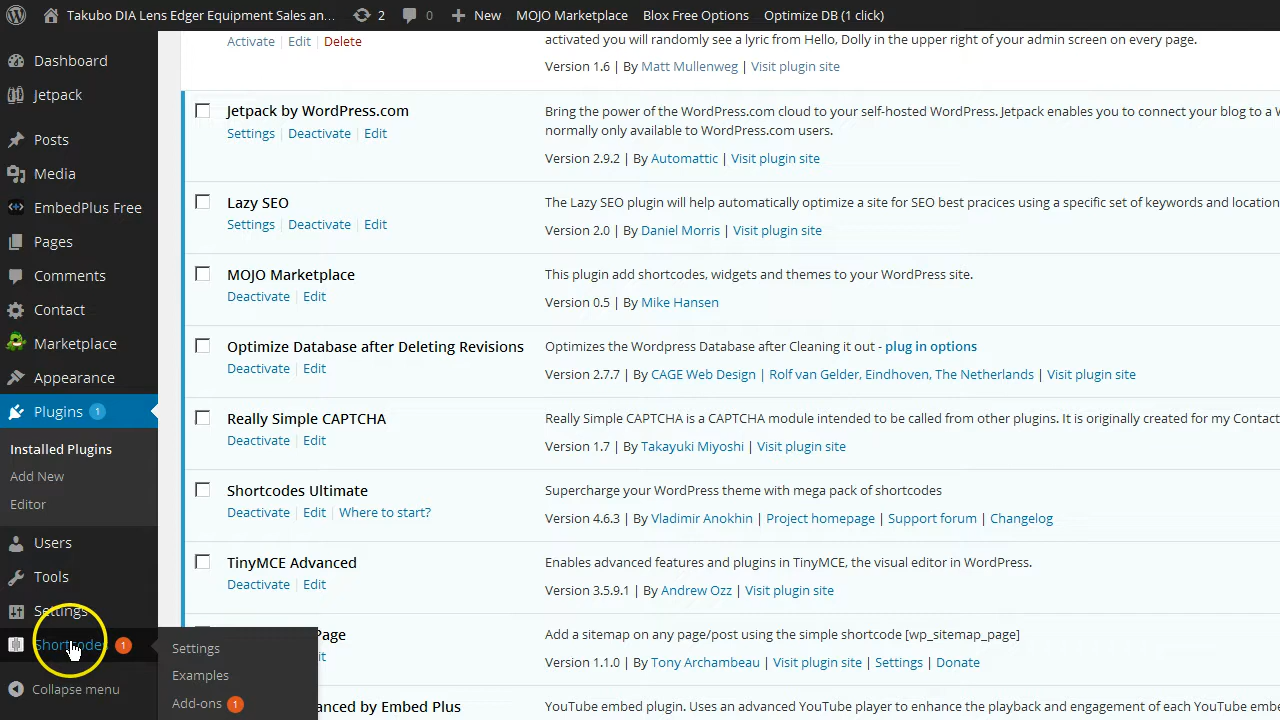 Takubo DIA Lens Edger Equipment Sales an... 2 0 New MOJO Marketplace Blox Free Options Optimize DB (1 click)
Dashboard
Jetpack
Posts
Media
EmbedPlus Free
Pages
Comments
Contact
Marketplace
Appearance
Plugins 1
Installed Plugins
Add New
Editor
Users
Tools
Settings
Shortcodes 1
Collapse menu
Settings
Examples
Add-ons 1
Activate | Edit | Delete
activated you will randomly see a lyric from Hello, Dolly in the upper right of your admin screen on every page.
Version 1.6 | By Matt Mullenweg | Visit plugin site
Jetpack by WordPress.com
Settings | Deactivate | Edit
Bring the power of the WordPress.com cloud to your self-hosted WordPress. Jetpack enables you to connect your blog to a
normally only available to WordPress.com users.
Version 2.9.2 | By Automattic | Visit plugin site
Lazy SEO
Settings | Deactivate | Edit
The Lazy SEO plugin will help automatically optimize a site for SEO best pracices using a specific set of keywords and location
Version 2.0 | By Daniel Morris | Visit plugin site
MOJO Marketplace
Deactivate | Edit
This plugin add shortcodes, widgets and themes to your WordPress site.
Version 0.5 | By Mike Hansen
Optimize Database after Deleting Revisions
Deactivate | Edit
Optimizes the Wordpress Database after Cleaning it out - plug in options
Version 2.7.7 | By CAGE Web Design | Rolf van Gelder, Eindhoven, The Netherlands | Visit plugin site
Really Simple CAPTCHA
Deactivate | Edit
Really Simple CAPTCHA is a CAPTCHA module intended to be called from other plugins. It is originally created for my Contact
Version 1.7 | By Takayuki Miyoshi | Visit plugin site
Shortcodes Ultimate
Deactivate | Edit | Where to start?
Supercharge your WordPress theme with mega pack of shortcodes
Version 4.6.3 | By Vladimir Anokhin | Project homepage | Support forum | Changelog
TinyMCE Advanced
Deactivate | Edit
Enables advanced features and plugins in TinyMCE, the visual editor in WordPress.
Version 3.5.9.1 | By Andrew Ozz | Visit plugin site
Page
Add a sitemap on any page/post using the simple shortcode [wp_sitemap_page]
Version 1.1.0 | By Tony Archambeau | Visit plugin site | Settings | Donate
anced by Embed Plus
YouTube embed plugin. Uses an advanced YouTube player to enhance the playback and engagement of each YouTube